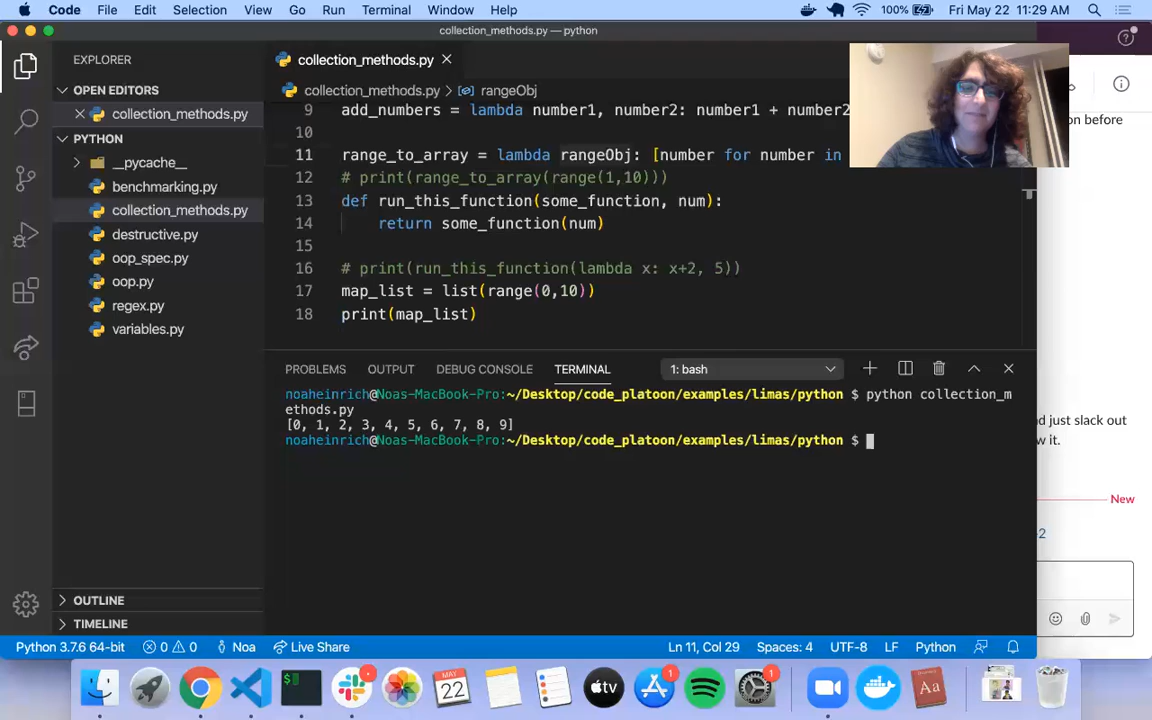 Code File Edit Selection View Go Run Terminal Window Help 100% Fri May 22 11:29 AM
collection_methods.py — python
EXPLORER
OPEN EDITORS
collection_methods.py
PYTHON
__pycache__
benchmarking.py
collection_methods.py
destructive.py
oop_spec.py
oop.py
regex.py
variables.py
OUTLINE
TIMELINE
collection_methods.py
collection_methods.py > rangeObj
9 add_numbers = lambda number1, number2: number1 + number2
10
11 range_to_array = lambda rangeObj: [number for number in
12 # print(range_to_array(range(1,10)))
13 def run_this_function(some_function, num):
14 return some_function(num)
15
16 # print(run_this_function(lambda x: x+2, 5))
17 map_list = list(range(0,10))
18 print(map_list)
PROBLEMS OUTPUT DEBUG CONSOLE TERMINAL 1: bash
noaheinrich@Noas-MacBook-Pro:~/Desktop/code_platoon/examples/limas/python $ python collection_m
ethods.py
[0, 1, 2, 3, 4, 5, 6, 7, 8, 9]
noaheinrich@Noas-MacBook-Pro:~/Desktop/code_platoon/examples/limas/python $
on before
nd just slack out
w it.
New
2
Python 3.7.6 64-bit 0 0 Noa Live Share Ln 11, Col 29 Spaces: 4 UTF-8 LF Python
MAY
22
tv
1
1
Aa